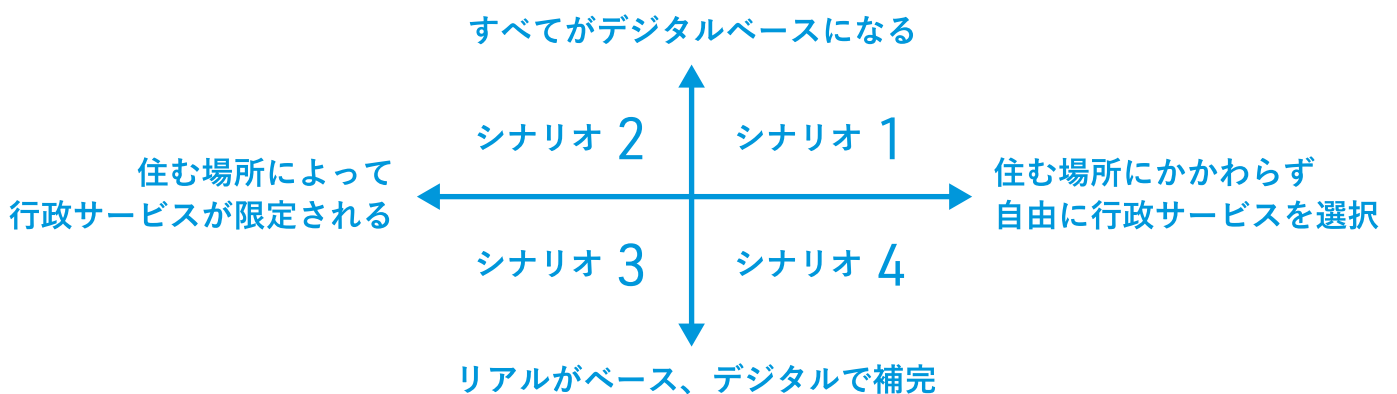 すべてがデジタルベースになる
シナリオ 2
シナリオ 1
住む場所によって
行政サービスが限定される
住む場所にかかわらず
自由に行政サービスを選択
シナリオ 3
シナリオ 4
リアルがベース、デジタルで補完